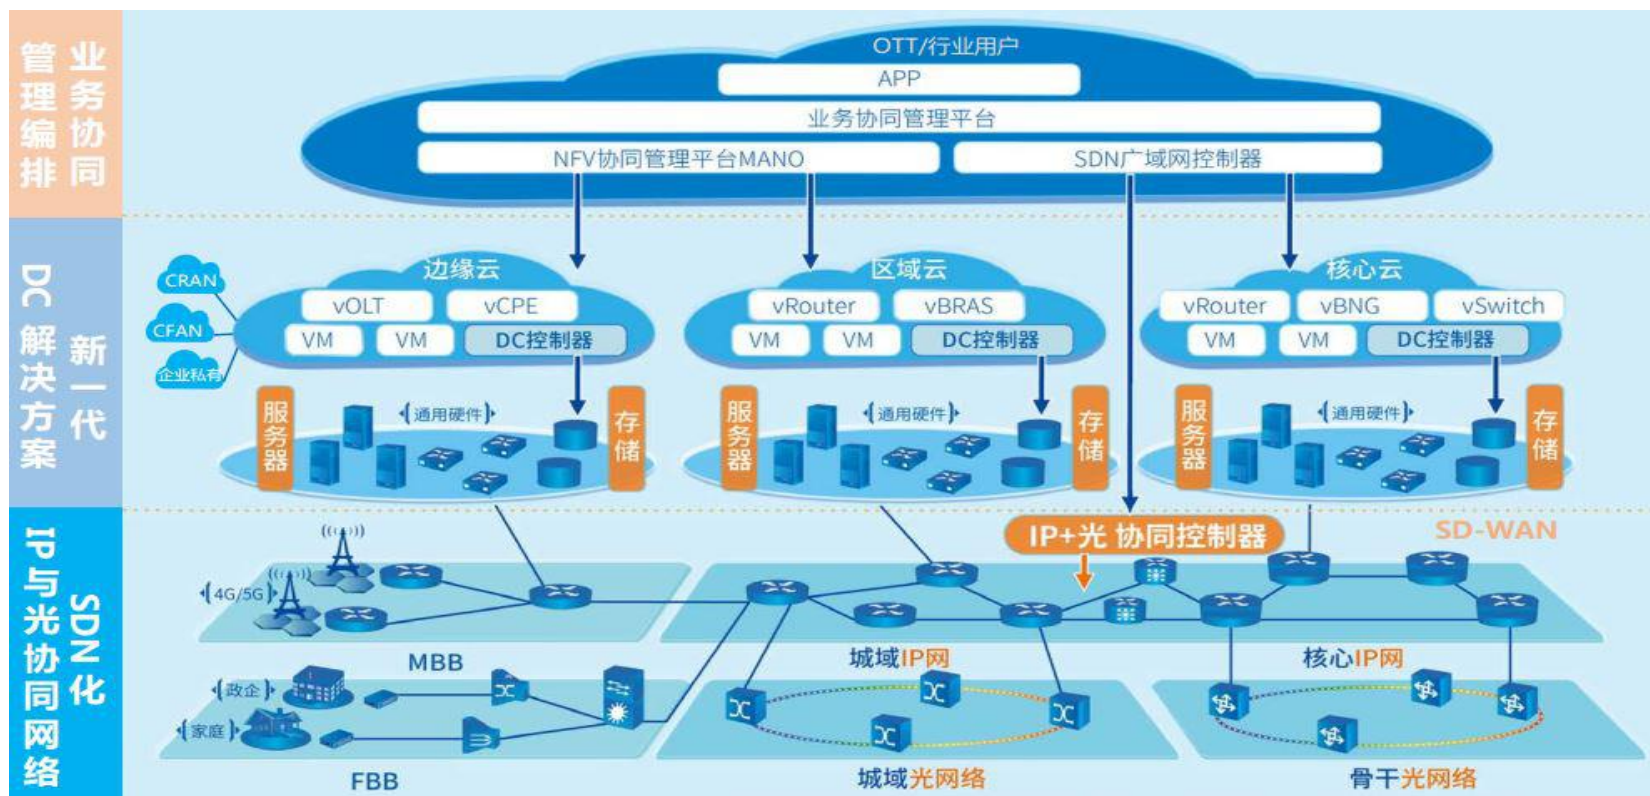 业务协同
管理编排
OTT/行业用户
APP
业务协同管理平台
NFV协同管理平台MANO
SDN广域网控制器
新一代
DC解决方案
CRAN
CFAN
企业私有
边缘云
vOLT
vCPE
VM
VM
DC控制器
服务器
通用硬件
存储
区域云
vRouter
vBRAS
VM
VM
DC控制器
服务器
通用硬件
存储
核心云
vRouter
vBNG
vSwitch
VM
VM
DC控制器
服务器
通用硬件
存储
SDN化
IP与光协同网络
IP+光 协同控制器
SD-WAN
4G/5G
MBB
城域IP网
核心IP网
政企
家庭
FBB
城域光网络
骨干光网络